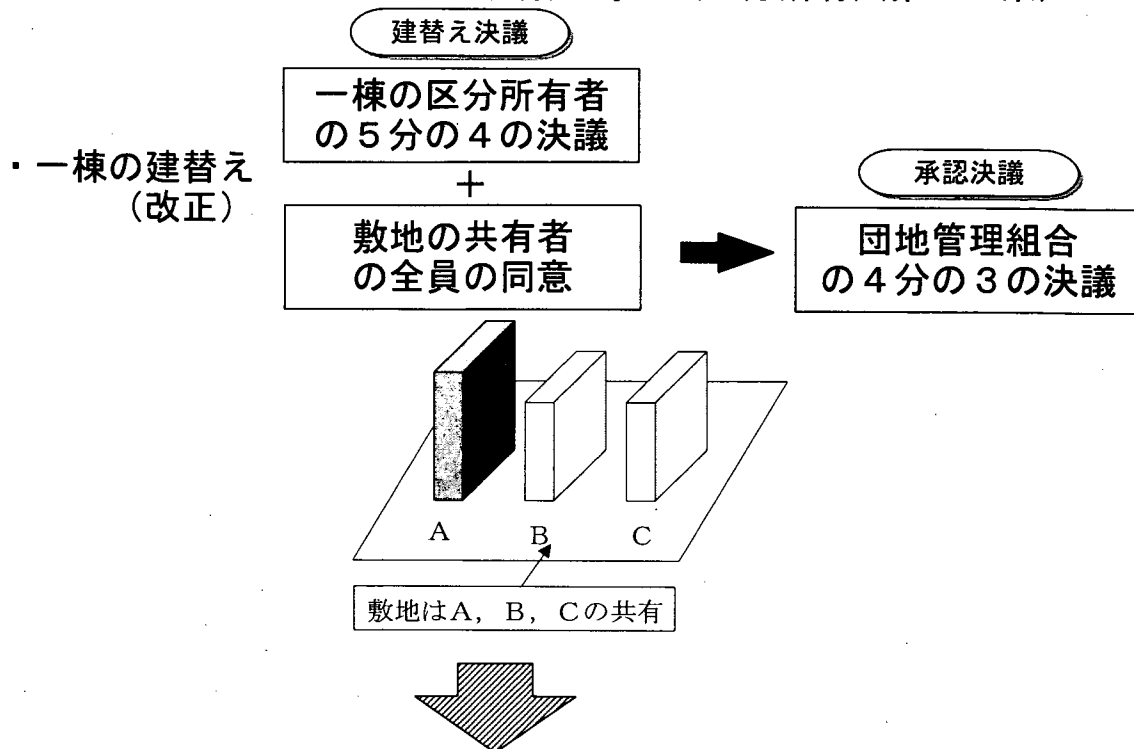 建替え決議
一棟の区分所有者
の5分の4の決議
・一棟の建替え
(改正)
+
敷地の共有者
の全員の同意
承認決議
団地管理組合
の4分の3の決議
A
B
C
敷地はA,B,Cの共有